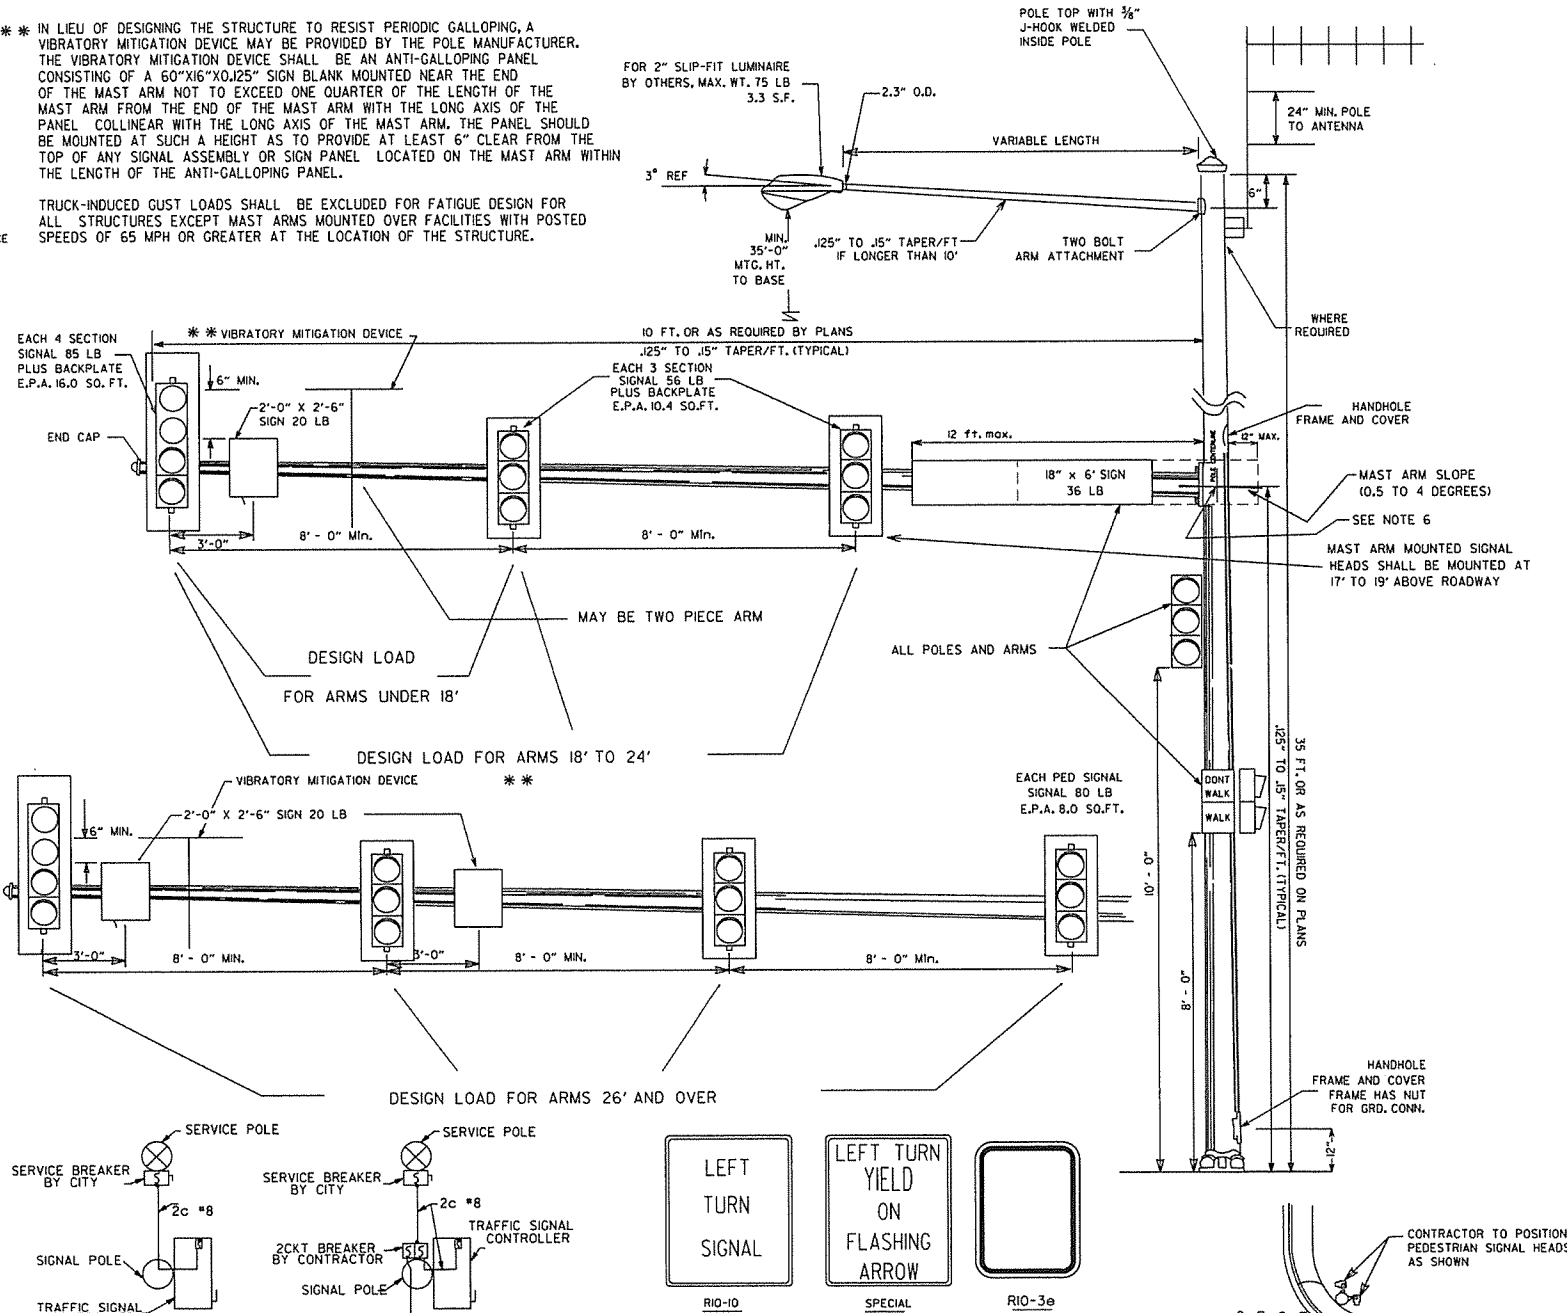 ** IN LIEU OF DESIGNING THE STRUCTURE TO RESIST PERIODIC GALLOPING, A
VIBRATORY MITIGATION DEVICE MAY BE PROVIDED BY THE POLE MANUFACTURER.
THE VIBRATORY MITIGATION DEVICE SHALL BE AN ANTI-GALLOPING PANEL
CONSISTING OF A 60"X16"X0.125" SIGN BLANK MOUNTED NEAR THE END
OF THE MAST ARM NOT TO EXCEED ONE QUARTER OF THE LENGTH OF THE
MAST ARM FROM THE END OF THE MAST ARM WITH THE LONG AXIS OF THE
PANEL COLLINEAR WITH THE LONG AXIS OF THE MAST ARM. THE PANEL SHOULD
BE MOUNTED AT SUCH A HEIGHT AS TO PROVIDE AT LEAST 6" CLEAR FROM THE
TOP OF ANY SIGNAL ASSEMBLY OR SIGN PANEL LOCATED ON THE MAST ARM WITHIN
THE LENGTH OF THE ANTI-GALLOPING PANEL.
TRUCK-INDUCED GUST LOADS SHALL BE EXCLUDED FOR FATIGUE DESIGN FOR
ALL STRUCTURES EXCEPT MAST ARMS MOUNTED OVER FACILITIES WITH POSTED
SPEEDS OF 65 MPH OR GREATER AT THE LOCATION OF THE STRUCTURE.
POLE TOP WITH ⅜"
J-HOOK WELDED
INSIDE POLE
FOR 2" SLIP-FIT LUMINAIRE
BY OTHERS, MAX. WT. 75 LB
3.3 S.F.
2.3" O.D.
24" MIN. POLE
TO ANTENNA
VARIABLE LENGTH
3° REF
6"
MIN.
35'-0"
MTG. HT.
TO BASE
.125" TO .15" TAPER/FT
IF LONGER THAN 10'
TWO BOLT
ARM ATTACHMENT
WHERE
REQUIRED
EACH 4 SECTION
SIGNAL 85 LB
PLUS BACKPLATE
E.P.A. 16.0 SQ. FT.
** VIBRATORY MITIGATION DEVICE
10 FT. OR AS REQUIRED BY PLANS
.125" TO .15" TAPER/FT. (TYPICAL)
6" MIN.
2'-0" X 2'-6"
SIGN 20 LB
EACH 3 SECTION
SIGNAL 56 LB
PLUS BACKPLATE
E.P.A. 10.4 SQ.FT.
END CAP
HANDHOLE
FRAME AND COVER
12 ft. max.
POLE CENTERLINE
12" MAX.
18" x 6' SIGN
36 LB
MAST ARM SLOPE
(0.5 TO 4 DEGREES)
SEE NOTE 6
3'-0"
8' - 0" Min.
8' - 0" Min.
MAST ARM MOUNTED SIGNAL
HEADS SHALL BE MOUNTED AT
17' TO 19' ABOVE ROADWAY
MAY BE TWO PIECE ARM
DESIGN LOAD
FOR ARMS UNDER 18'
ALL POLES AND ARMS
DESIGN LOAD FOR ARMS 18' TO 24'
VIBRATORY MITIGATION DEVICE
**
2'-0" X 2'-6" SIGN 20 LB
6" MIN.
EACH PED SIGNAL
SIGNAL 80 LB
E.P.A. 8.0 SQ.FT.
DONT
WALK
WALK
.125" TO .15" TAPER/FT. (TYPICAL)
35 FT. OR AS REQUIRED ON PLANS
10' - 0"
8' - 0"
3'-0"
8' - 0" MIN.
3'-0"
8' - 0" MIN.
8' - 0" Min.
DESIGN LOAD FOR ARMS 26' AND OVER
HANDHOLE
FRAME AND COVER
FRAME HAS NUT
FOR GRD. CONN.
12"
SERVICE POLE
SERVICE BREAKER
BY CITY
2c #8
SIGNAL POLE
TRAFFIC SIGNAL
SERVICE POLE
SERVICE BREAKER
BY CITY
2c #8
TRAFFIC SIGNAL
CONTROLLER
2CKT BREAKER
BY CONTRACTOR
SIGNAL POLE
LEFT
TURN
SIGNAL
R10-10
LEFT TURN
YIELD
ON
FLASHING
ARROW
SPECIAL
R10-3e
CONTRACTOR TO POSITION
PEDESTRIAN SIGNAL HEADS
AS SHOWN